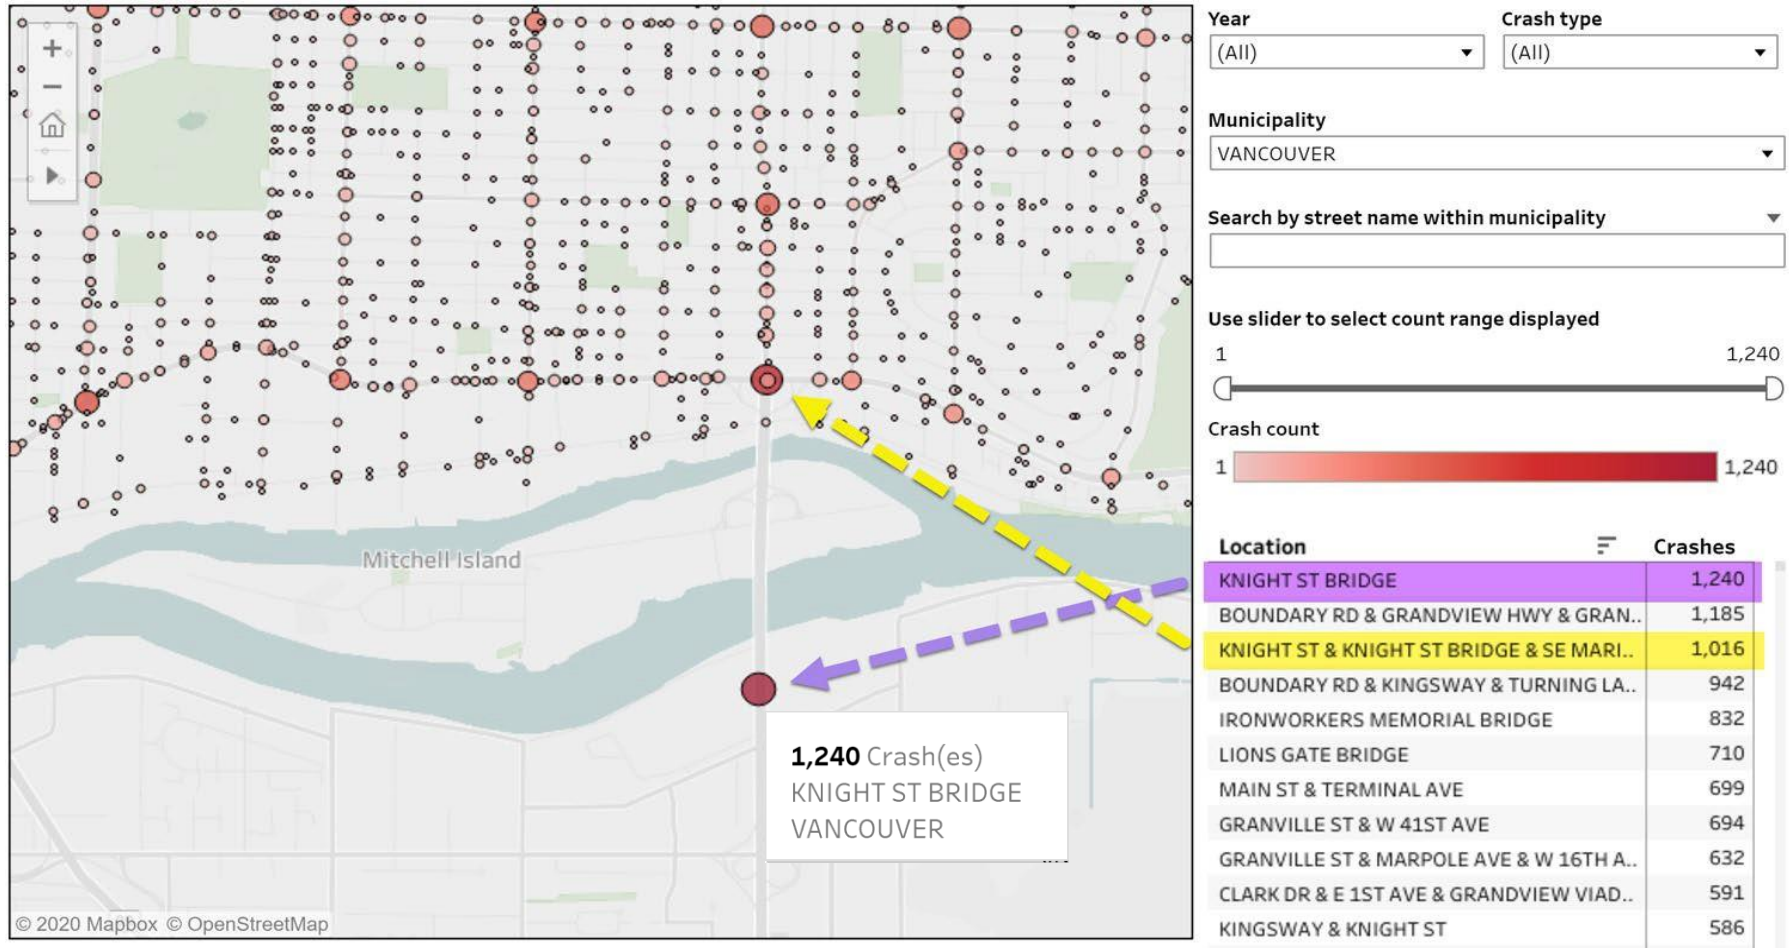 Year
Crash type
(All)
(All)
Municipality
VANCOUVER
Search by street name within municipality
Use slider to select count range displayed
1
1,240
Crash count
1
1,240
Location
Crashes
KNIGHT ST BRIDGE 1,240
BOUNDARY RD & GRANDVIEW HWY & GRAN.. 1,185
KNIGHT ST & KNIGHT ST BRIDGE & SE MARI.. 1,016
BOUNDARY RD & KINGSWAY & TURNING LA.. 942
IRONWORKERS MEMORIAL BRIDGE 832
LIONS GATE BRIDGE 710
MAIN ST & TERMINAL AVE 699
GRANVILLE ST & W 41ST AVE 694
GRANVILLE ST & MARPOLE AVE & W 16TH A.. 632
CLARK DR & E 1ST AVE & GRANDVIEW VIAD.. 591
KINGSWAY & KNIGHT ST 586
Mitchell Island
1,240 Crash(es)
KNIGHT ST BRIDGE
VANCOUVER
© 2020 Mapbox © OpenStreetMap